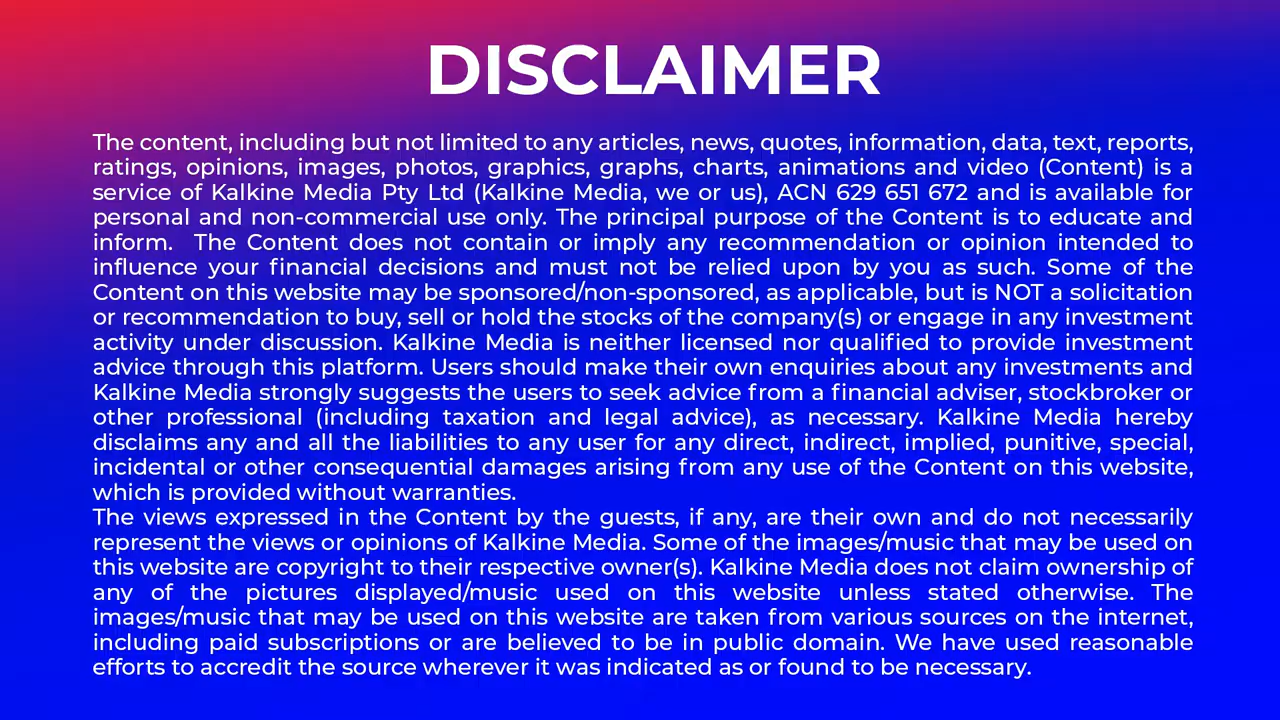 DISCLAIMER
The content, including but not limited to any articles, news, quotes, information, data, text, reports,
ratings, opinions, images, photos, graphics, graphs, charts, animations and video (Content) is a
service of Kalkine Media Pty Ltd (Kalkine Media, we or us), ACN 629 651 672 and is available for
personal and non-commercial use only. The principal purpose of the Content is to educate and
inform.  The Content does not contain or imply any recommendation or opinion intended to
influence your financial decisions and must not be relied upon by you as such. Some of the
Content on this website may be sponsored/non-sponsored, as applicable, but is NOT a solicitation
or recommendation to buy, sell or hold the stocks of the company(s) or engage in any investment
activity under discussion. Kalkine Media is neither licensed nor qualified to provide investment
advice through this platform. Users should make their own enquiries about any investments and
Kalkine Media strongly suggests the users to seek advice from a financial adviser, stockbroker or
other professional (including taxation and legal advice), as necessary. Kalkine Media hereby
disclaims any and all the liabilities to any user for any direct, indirect, implied, punitive, special,
incidental or other consequential damages arising from any use of the Content on this website,
which is provided without warranties.
The views expressed in the Content by the guests, if any, are their own and do not necessarily
represent the views or opinions of Kalkine Media. Some of the images/music that may be used on
this website are copyright to their respective owner(s). Kalkine Media does not claim ownership of
any of the pictures displayed/music used on this website unless stated otherwise. The
images/music that may be used on this website are taken from various sources on the internet,
including paid subscriptions or are believed to be in public domain. We have used reasonable
efforts to accredit the source wherever it was indicated as or found to be necessary.